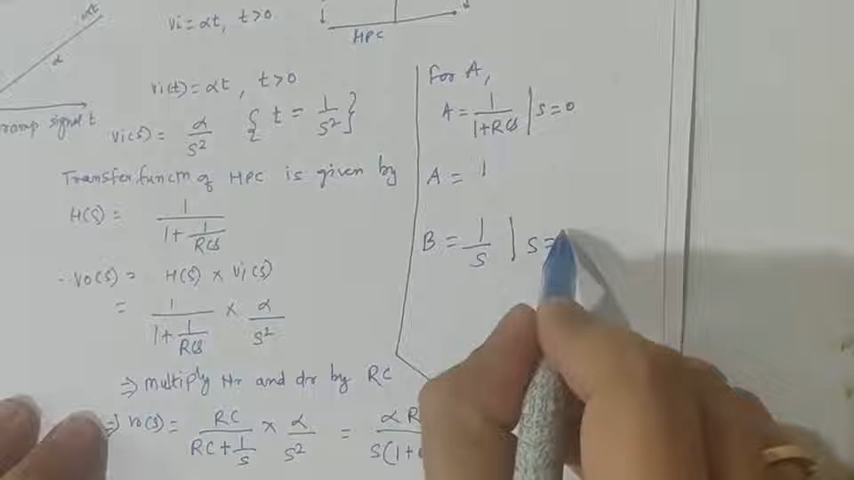 αt
α
ramp signal t
vi = αt, t>0
HPC
vi(t) = αt, t>0
vi(s) = α/s² { t = 1/s² }
Transfer functn of HPC is given by
H(s) = 1/(1 + 1/RCs)
∴ vo(s) = H(s) × vi(s)
= 1/(1 + 1/RCs) × α/s²
⇒ multiply Nr and dr by RC
⇒ vo(s) = RC/(RC + 1/s) × α/s² = α R
s(1+
For A,
A = 1/(1+RCs) | s=0
A = 1
B = 1/s | s=